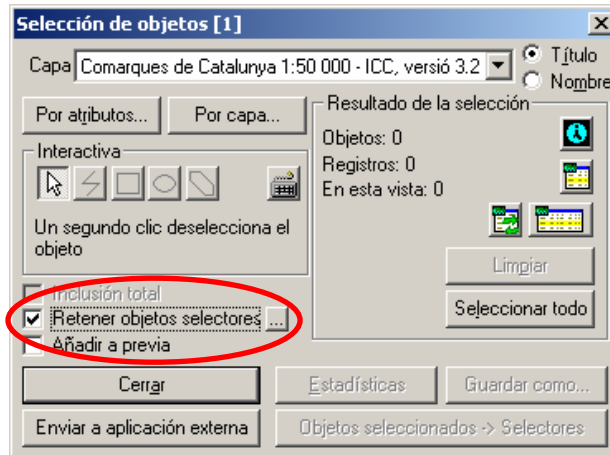 Selección de objetos [1]
Capa Comarques de Catalunya 1:50 000 - ICC, versió 3.2
Título
Nombre
Por atributos...
Por capa...
Interactiva
Un segundo clic deselecciona el
objeto
Inclusión total
Retener objetos selectores ...
Añadir a previa
Resultado de la selección
Objetos: 0
Registros: 0
En esta vista: 0
Limpiar
Seleccionar todo
Cerrar
Estadísticas
Guardar como...
Enviar a aplicación externa
Objetos seleccionados -> Selectores